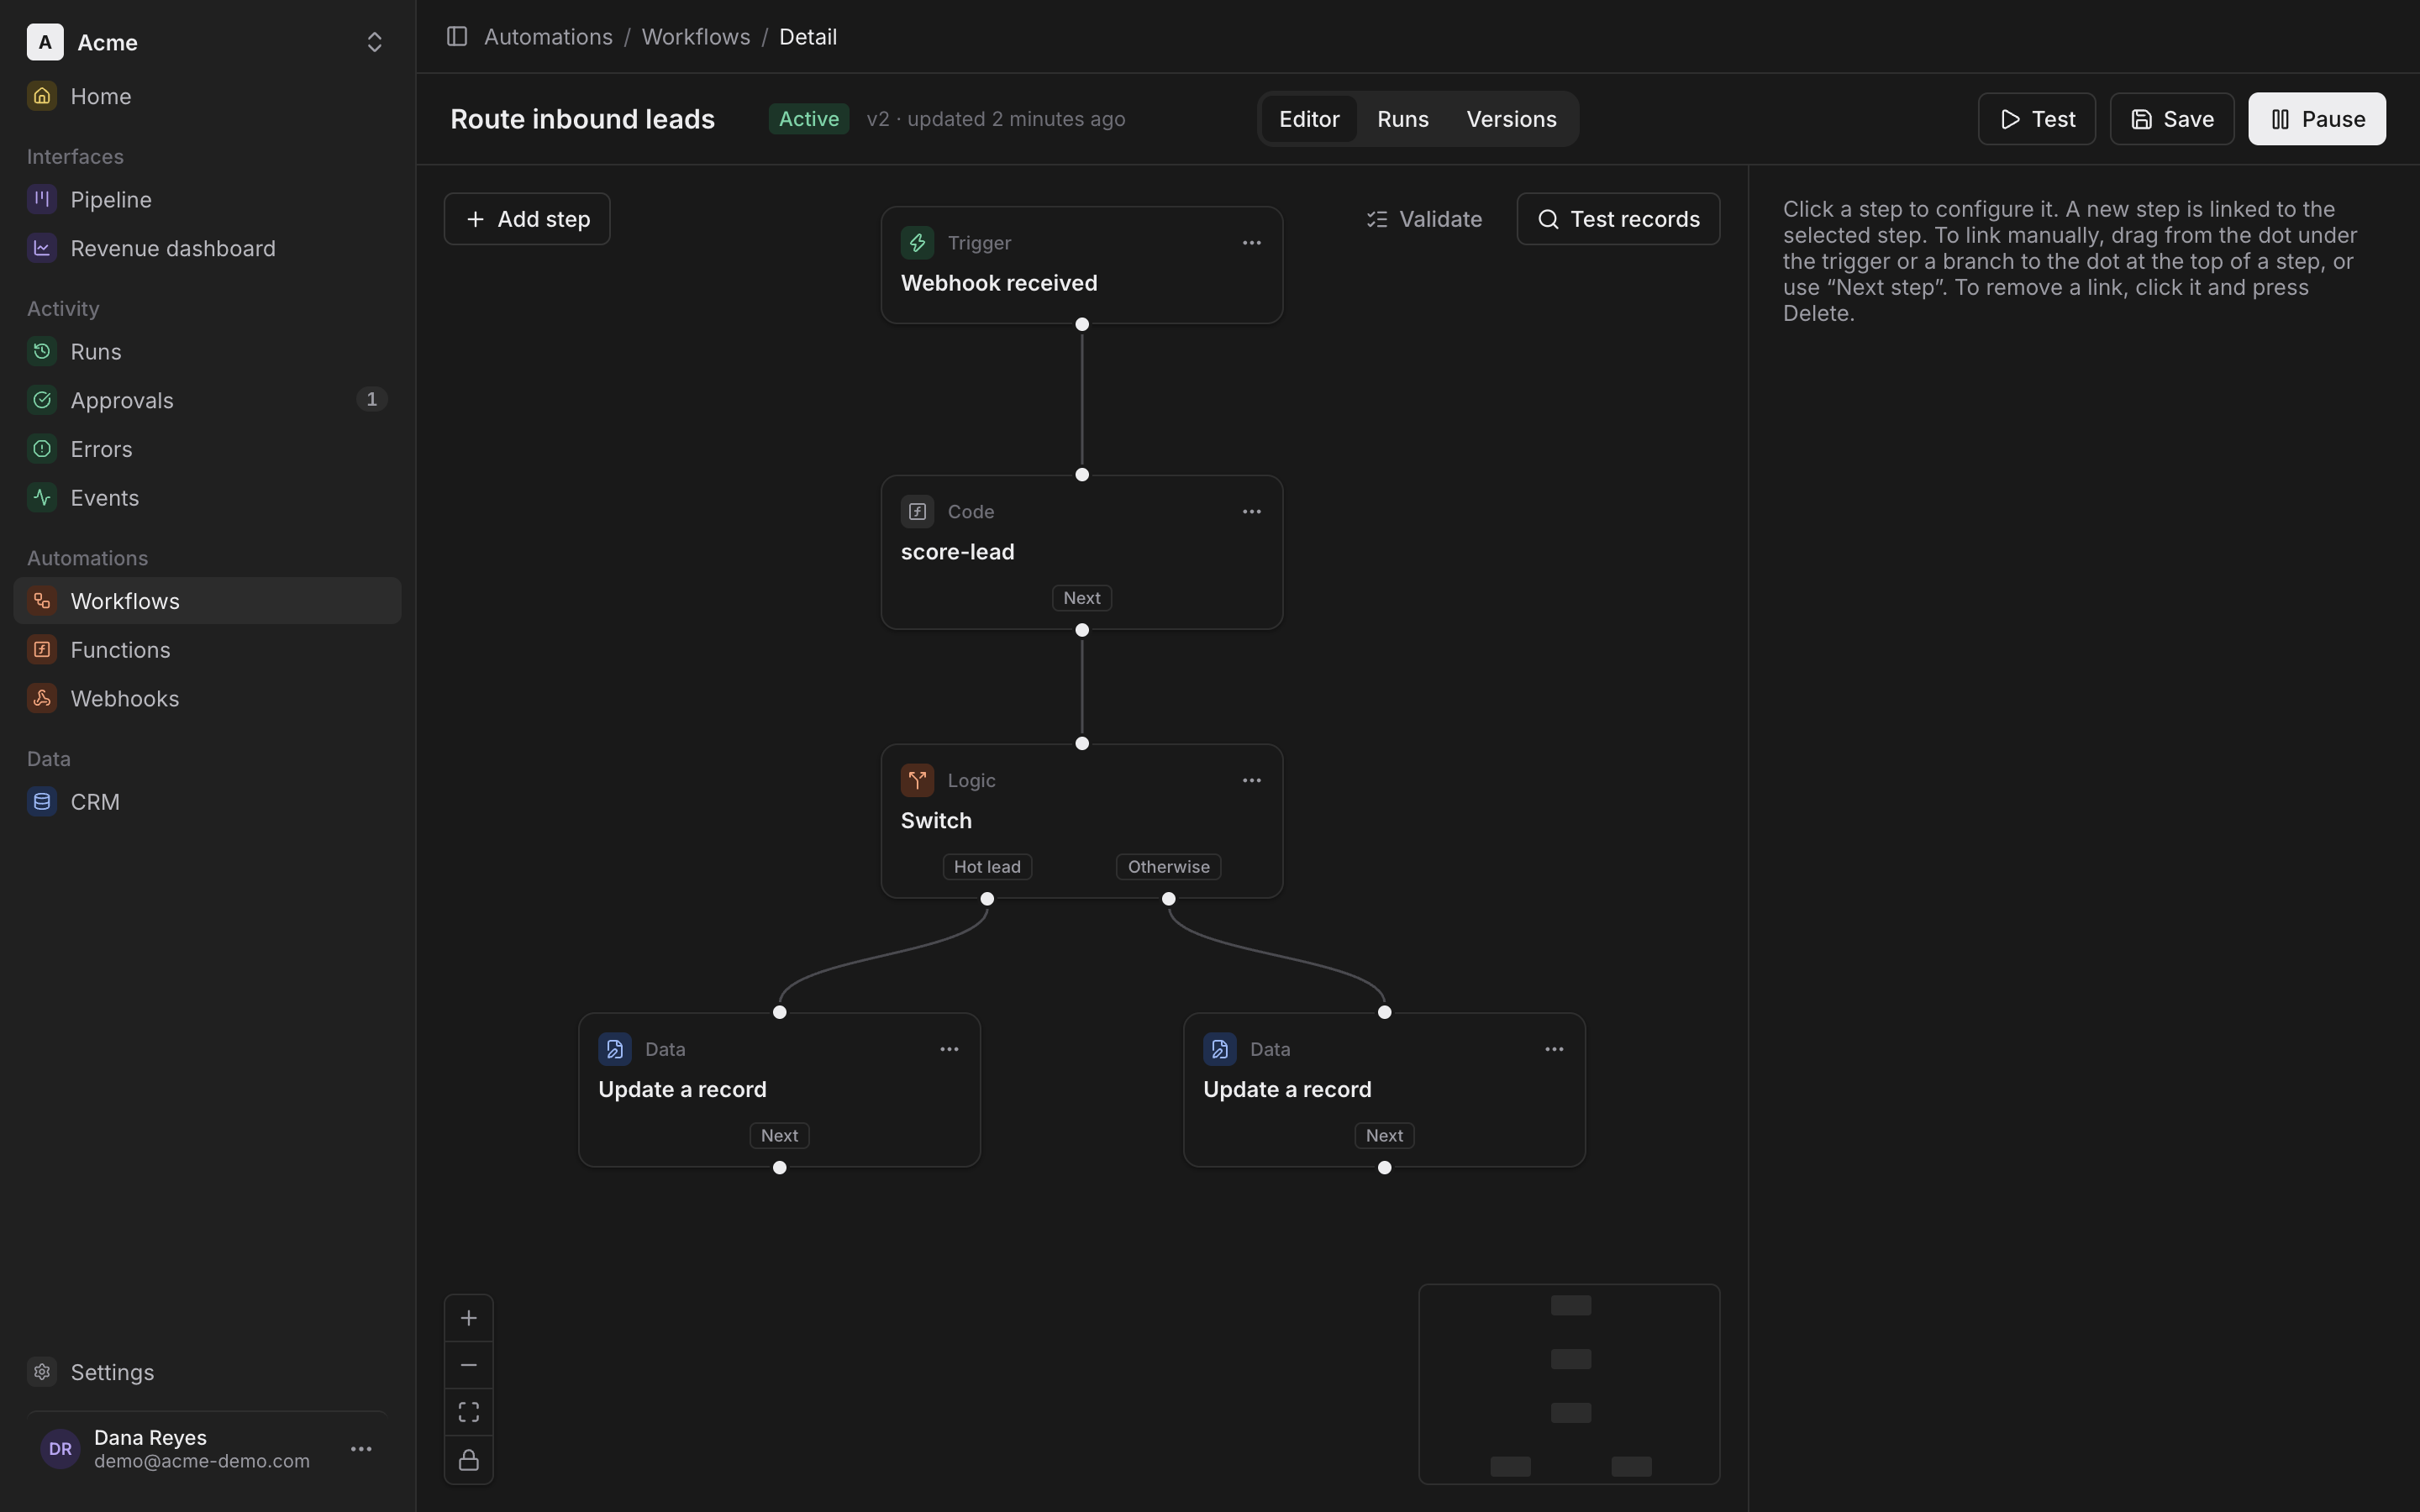 A Acme
Home
Interfaces
Pipeline
Revenue dashboard
Activity
Runs
Approvals 1
Errors
Events
Automations
Workflows
Functions
Webhooks
Data
CRM
Settings
DR Dana Reyes
demo@acme-demo.com
Automations / Workflows / Detail
Route inbound leads Active v2 · updated 2 minutes ago
Editor Runs Versions
Test Save Pause
Add step
Validate
Test records
Trigger
Webhook received
Code
score-lead
Next
Logic
Switch
Hot lead Otherwise
Data
Update a record
Next
Data
Update a record
Next
Click a step to configure it. A new step is linked to the
selected step. To link manually, drag from the dot under
the trigger or a branch to the dot at the top of a step, or
use “Next step”. To remove a link, click it and press
Delete.